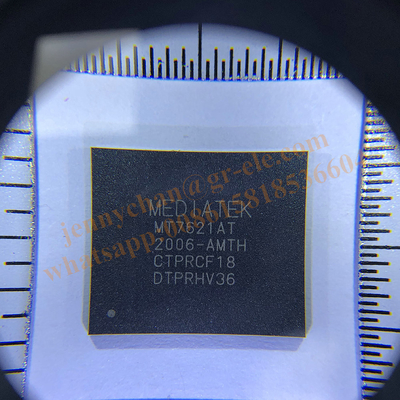 MEDIATEK
MT7621AT
2006-AMTH
CTPRCF18
DTPRHV36
jennychan@gr-ele.com